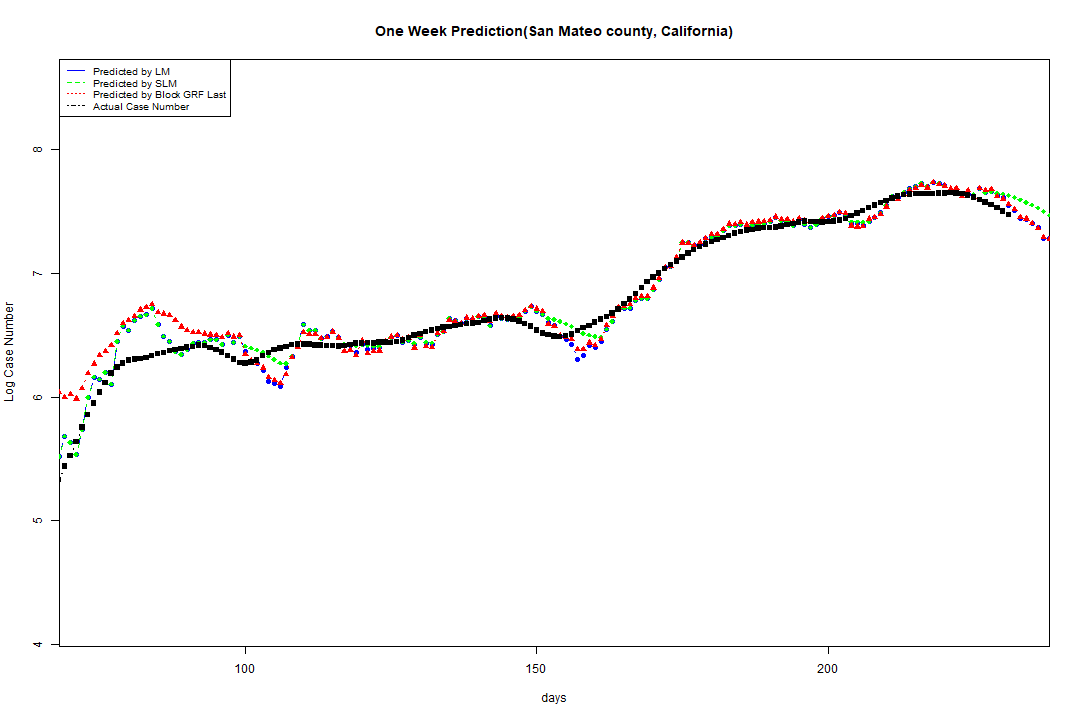 One Week Prediction(San Mateo county, California)
Predicted by LM
Predicted by SLM
Predicted by Block GRF Last
Actual Case Number
8
7
6
5
4
Log Case Number
100 150 200
days